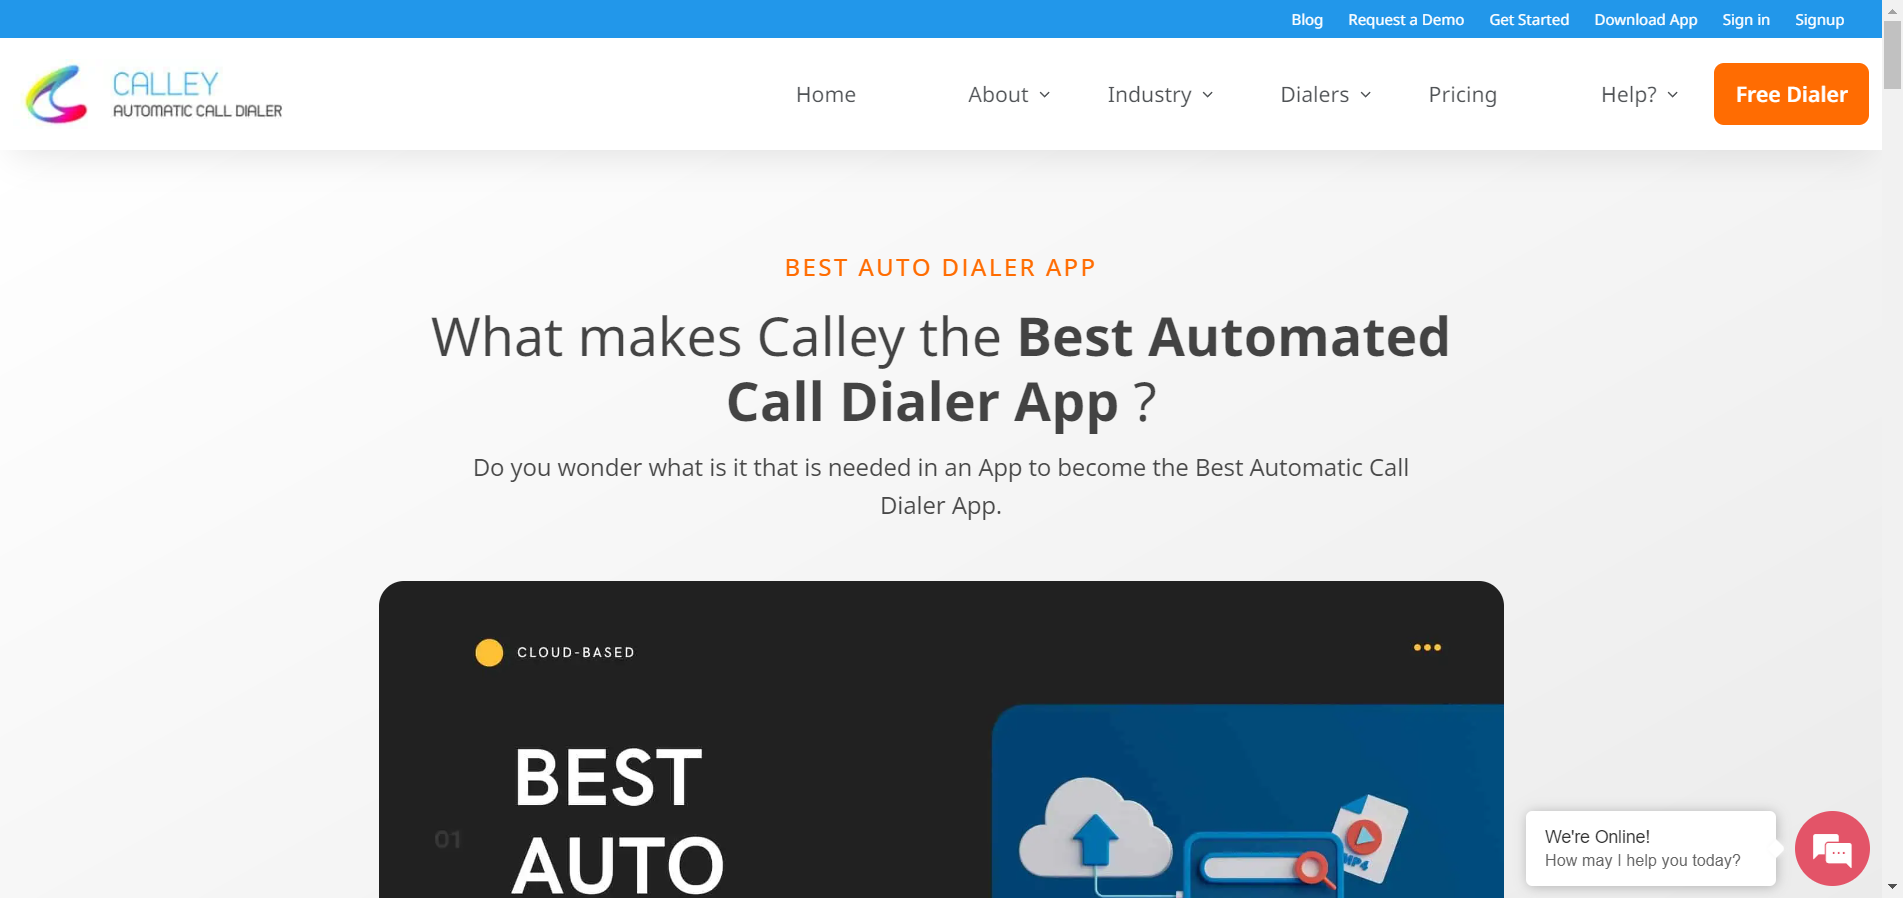 Blog Request a Demo Get Started Download App Sign in Signup
CALLEY
AUTOMATIC CALL DIALER
Home About Industry Dialers Pricing Help? Free Dialer
BEST AUTO DIALER APP
What makes Calley the Best Automated
Call Dialer App ?
Do you wonder what is it that is needed in an App to become the Best Automatic Call
Dialer App.
CLOUD-BASED
BEST
01
AUTO
MP4
We're Online!
How may I help you today?